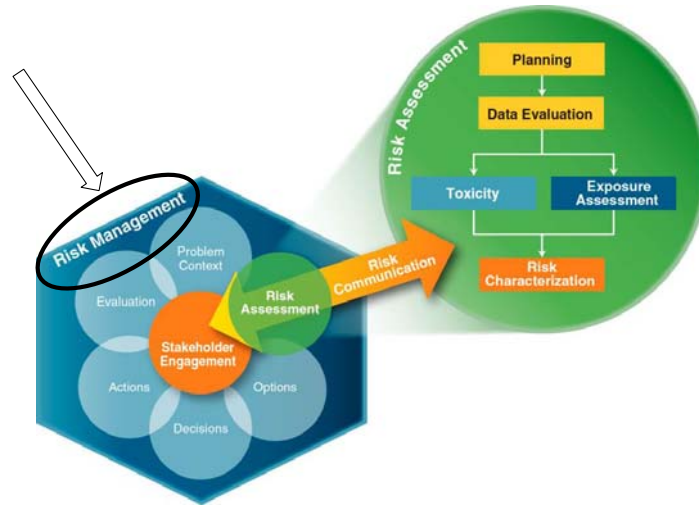 Risk Assessment
Planning
Data Evaluation
Toxicity
Exposure
Assessment
Risk
Characterization
Risk Management
Problem
Context
Evaluation
Risk
Assessment
Risk
Communication
Stakeholder
Engagement
Actions
Options
Decisions